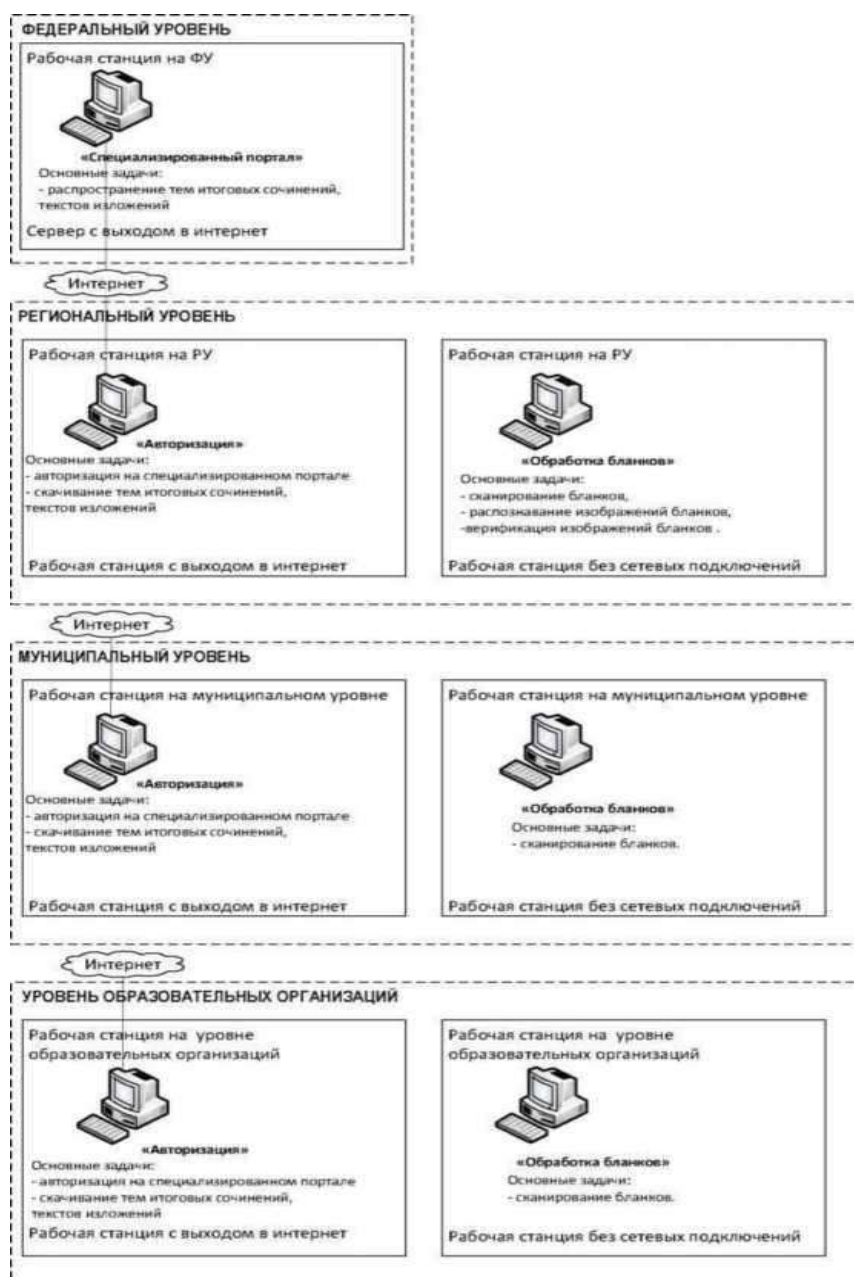 ФЕДЕРАЛЬНЫЙ УРОВЕНЬ
Рабочая станция на ФУ
«Специализированный портал»
Основные задачи:
- распространение тем итоговых сочинений,
текстов изложений
Сервер с выходом в интернет
Интернет
РЕГИОНАЛЬНЫЙ УРОВЕНЬ
Рабочая станция на РУ
«Авторизация»
Основные задачи:
- авторизация на специализированном портале
- скачивание тем итоговых сочинений,
текстов изложений
Рабочая станция с выходом в интернет
Рабочая станция на РУ
«Обработка бланков»
Основные задачи:
- сканирование бланков,
- распознавание изображений бланков,
-верификация изображений бланков .
Рабочая станция без сетевых подключений
Интернет
МУНИЦИПАЛЬНЫЙ УРОВЕНЬ
Рабочая станция на муниципальном уровне
«Авторизация»
Основные задачи:
- авторизация на специализированном портале
- скачивание тем итоговых сочинений,
текстов изложений
Рабочая станция с выходом в интернет
Рабочая станция на муниципальном уровне
«Обработка бланков»
Основные задачи:
- сканирование бланков.
Рабочая станция без сетевых подключений
Интернет
УРОВЕНЬ ОБРАЗОВАТЕЛЬНЫХ ОРГАНИЗАЦИЙ
Рабочая станция на уровне
образовательных организаций
«Авторизация»
Основные задачи:
- авторизация на специализированном портале
- скачивание тем итоговых сочинений,
текстов изложений
Рабочая станция с выходом в интернет
Рабочая станция на уровне
образовательных организаций
«Обработка бланков»
Основные задачи:
- сканирование бланков.
Рабочая станция без сетевых подключений